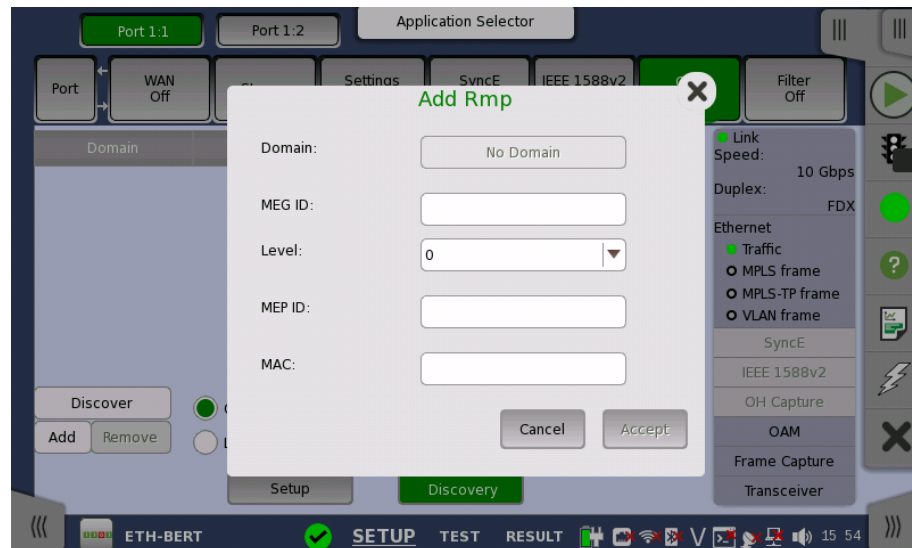 Port 1:1
Port 1:2
Application Selector
Port
WAN
Off
Settings
SyncE
IEEE 1588v2
Filter
Off
Add Rmp
Domain
Domain:
No Domain
MEG ID:
Level:
0
MEP ID:
MAC:
Cancel
Accept
Link
Speed:
10 Gbps
Duplex:
FDX
Ethernet
Traffic
MPLS frame
MPLS-TP frame
VLAN frame
SyncE
IEEE 1588v2
OH Capture
OAM
Frame Capture
Transceiver
Discover
Add
Remove
Setup
Discovery
ETH-BERT
SETUP
TEST
RESULT
15 54